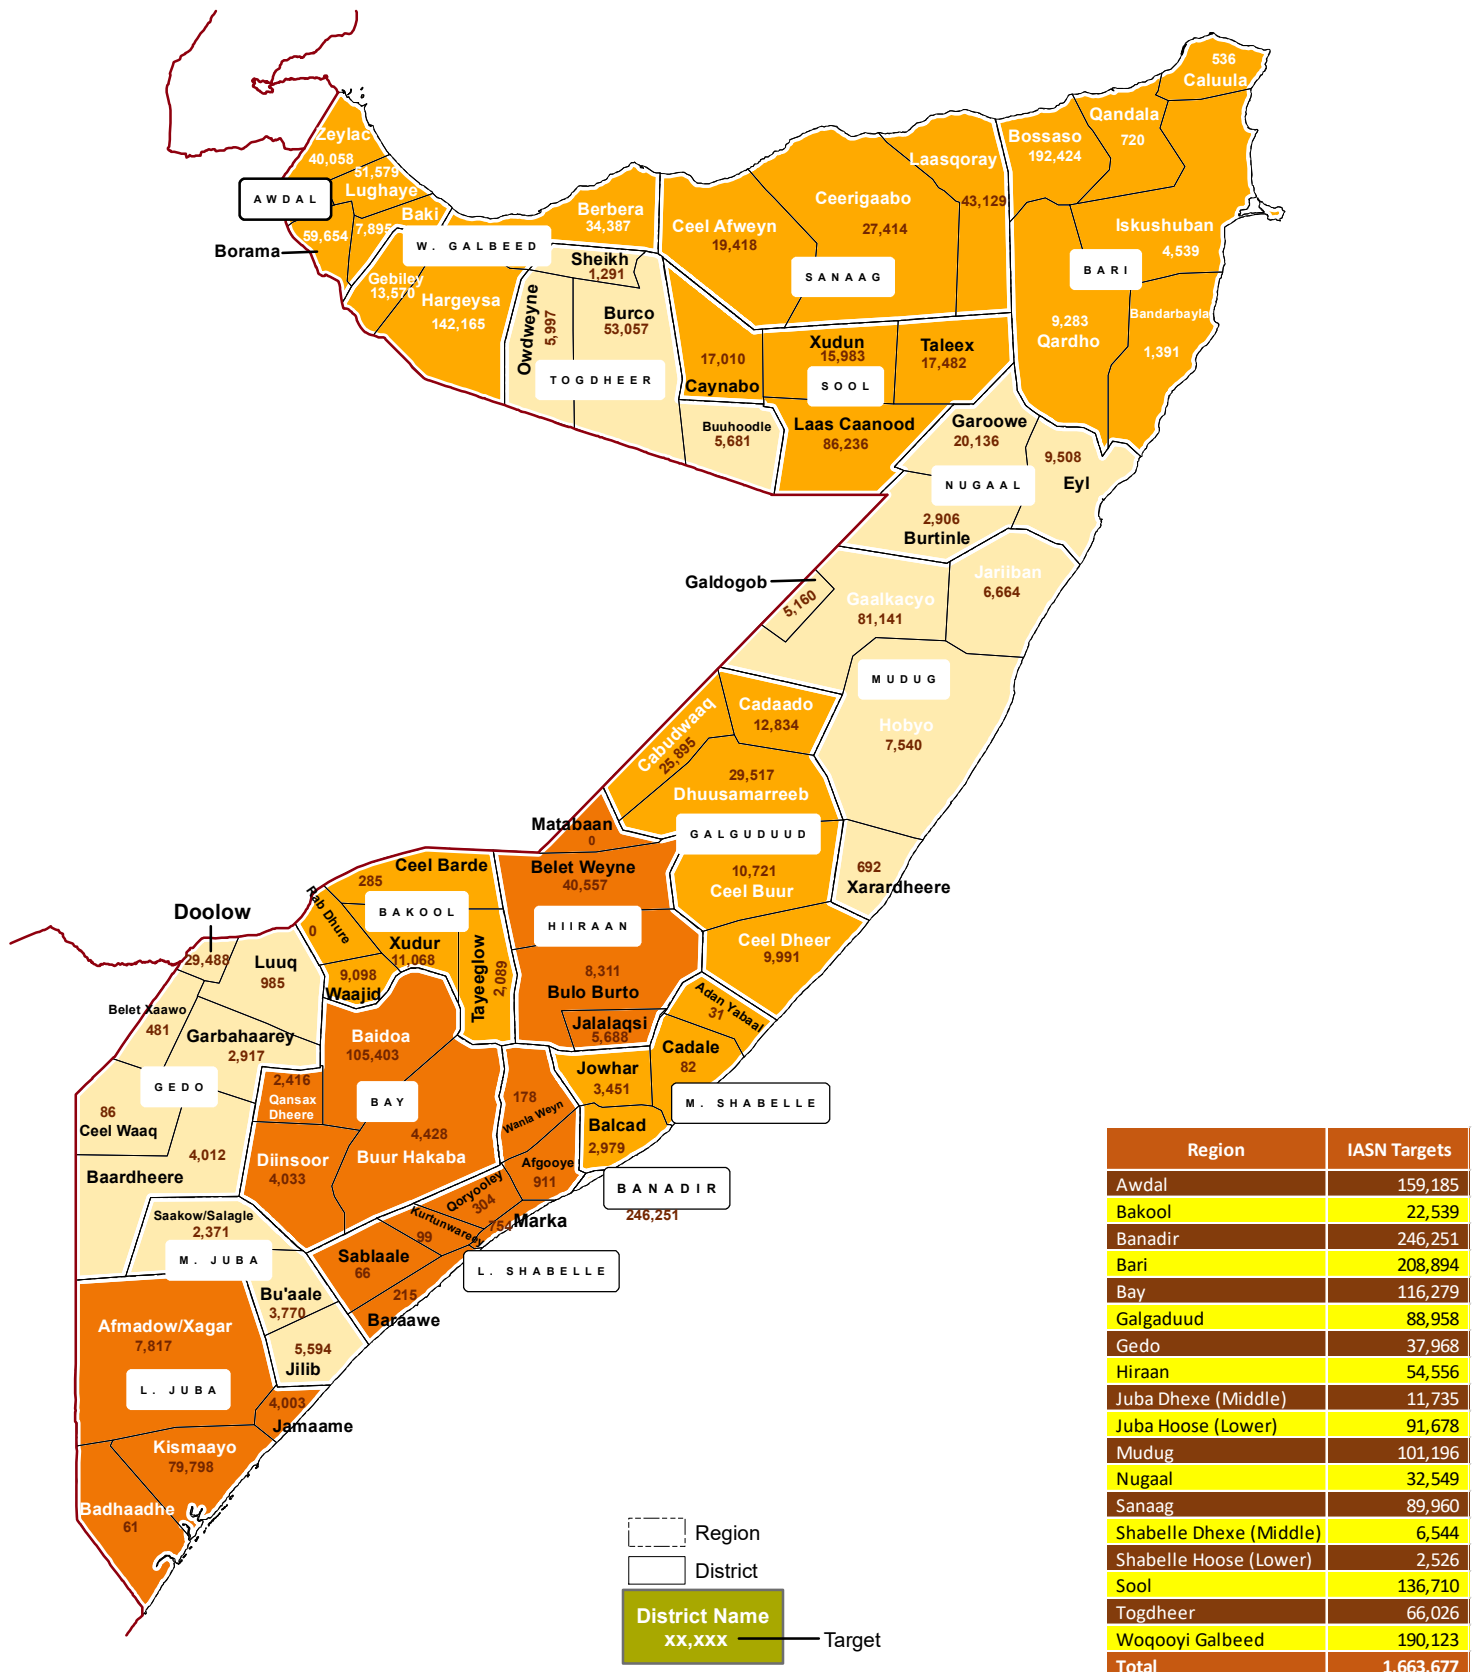 536
Caluula
Qandala
720
Bossaso
192,424
Zeylac
40,058
51,579
Lughaye
Laasqoray
43,129
AWDAL
Baki
7,895
59,654
Borama
Berbera
34,387
Ceerigaabo
27,414
Ceel Afweyn
19,418
Iskushuban
4,539
W. GALBEED
SANAAG
BARI
Sheikh
1,291
Gebiley
13,570
Hargeysa
142,165
Owdweyne
5,997
Burco
53,057
9,283
Qardho
Bandarbayla
1,391
Xudun
15,983
Taleex
17,482
17,010
Caynabo
TOGDHEER
SOOL
Buuhoodle
5,681
Laas Caanood
86,236
Garoowe
20,136
9,508
Eyl
NUGAAL
2,906
Burtinle
Galdogob
5,160
Gaalkacyo
81,141
Jariiban
6,664
MUDUG
Cabudwaaq
25,895
Cadaado
12,834
Hobyo
7,540
29,517
Dhuusamarreeb
Matabaan
0
GALGUDUUD
Ceel Barde
285
Belet Weyne
40,557
10,721
Ceel Buur
692
Xarardheere
Rab Dhure
0
BAKOOL
Doolow
29,488
HIIRAAN
Xudur
11,068
Tayeeglow
2,089
Ceel Dheer
9,991
Luuq
985
9,098
Waajid
8,311
Bulo Burto
Belet Xaawo
481
Adan Yabaal
31
Jalalaqsi
5,688
Garbahaarey
2,917
Baidoa
105,403
Cadale
82
Jowhar
3,451
GEDO
2,416
Qansax
Dheere
BAY
178
Wanla Weyn
M. SHABELLE
86
Ceel Waaq
4,428
Buur Hakaba
Balcad
2,979
4,012
Baardheere
Diinsoor
4,033
Afgooye
911
BANADIR
246,251
Qoryooley
304
Saakow/Salagle
2,371
Kurtunwareey
99
754
Marka
M. JUBA
Sablaale
66
L. SHABELLE
Bu'aale
3,770
215
Baraawe
Afmadow/Xagar
7,817
5,594
Jilib
L. JUBA
4,003
Jamaame
Kismaayo
79,798
Badhaadhe
61
Region
District
District Name
xx,xxx
Target
Region IASN Targets
Awdal 159,185
Bakool 22,539
Banadir 246,251
Bari 208,894
Bay 116,279
Galgaduud 88,958
Gedo 37,968
Hiraan 54,556
Juba Dhexe (Middle) 11,735
Juba Hoose (Lower) 91,678
Mudug 101,196
Nugaal 32,549
Sanaag 89,960
Shabelle Dhexe (Middle) 6,544
Shabelle Hoose (Lower) 2,526
Sool 136,710
Togdheer 66,026
Woqooyi Galbeed 190,123
Total 1,663,677